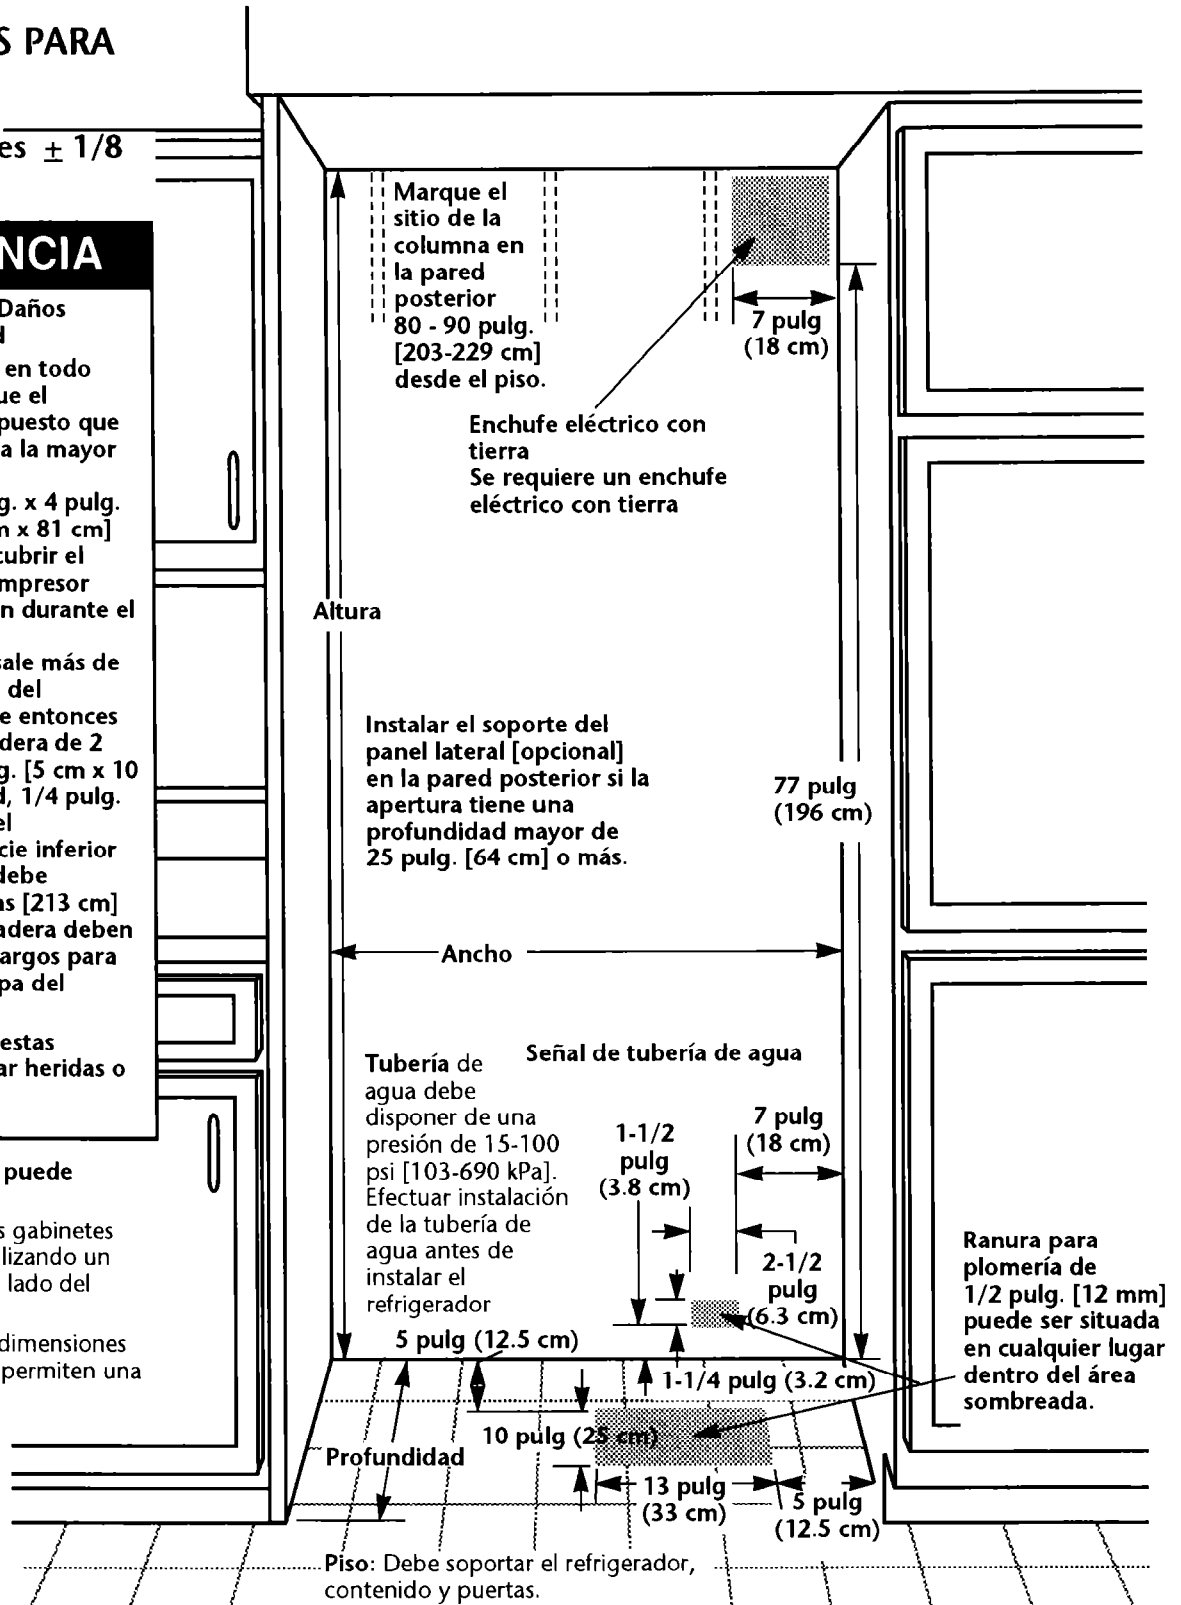 S PARA
es ± 1/8
NCIA
Daños
d
en todo
ue el
puesto que
a la mayor
g. x 4 pulg.
m x 81 cm]
cubrir el
mpresor
n durante el
sale más de
del
e entonces
dera de 2
g. [5 cm x 10
d, 1/4 pulg.
el
cie inferior
debe
as [213 cm]
adera deben
argos para
pa del
estas
ar heridas o
puede
s gabinetes
lizando un
lado del
dimensiones
permiten una
Marque el
sitio de la
columna en
la pared
posterior
80 - 90 pulg.
[203-229 cm]
desde el piso.
7 pulg
(18 cm)
Enchufe eléctrico con
tierra
Se requiere un enchufe
eléctrico con tierra
Altura
Instalar el soporte del
panel lateral [opcional]
en la pared posterior si la
apertura tiene una
profundidad mayor de
25 pulg. [64 cm] o más.
77 pulg
(196 cm)
Ancho
Tubería de
agua debe
disponer de una
presión de 15-100
psi [103-690 kPa].
Efectuar instalación
de la tubería de
agua antes de
instalar el
refrigerador
Señal de tubería de agua
7 pulg
(18 cm)
1-1/2
pulg
(3.8 cm)
2-1/2
pulg
(6.3 cm)
Ranura para
plomería de
1/2 pulg. [12 mm]
puede ser situada
en cualquier lugar
dentro del área
sombreada.
5 pulg (12.5 cm)
1-1/4 pulg (3.2 cm)
10 pulg (25 cm)
Profundidad
13 pulg
(33 cm)
5 pulg
(12.5 cm)
Piso: Debe soportar el refrigerador,
contenido y puertas.